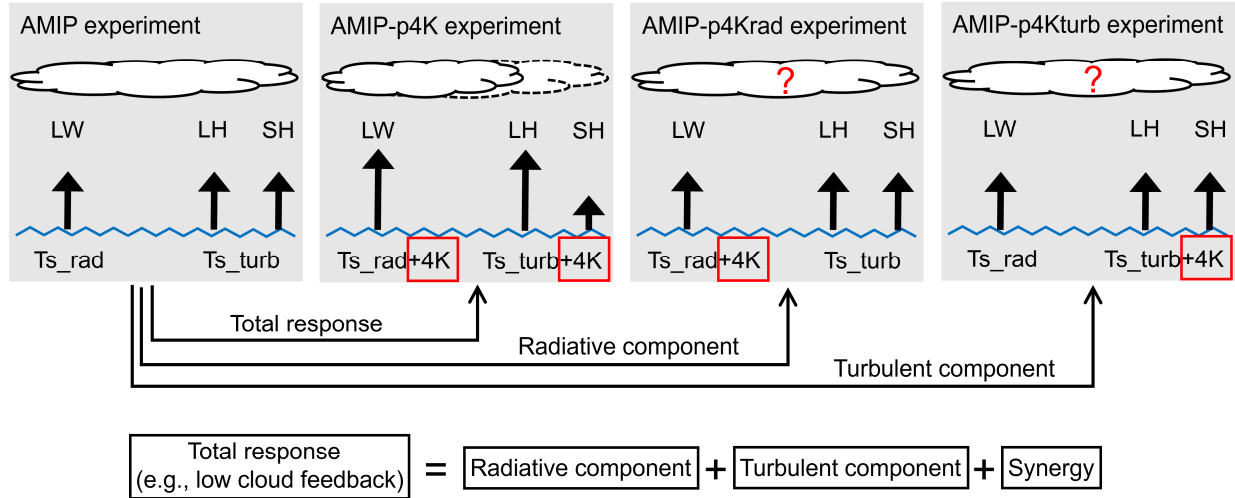 AMIP experiment
AMIP-p4K experiment
AMIP-p4Krad experiment
AMIP-p4Kturb experiment
?
?
LW LH SH
LW LH SH
LW LH SH
LW LH SH
Ts_rad Ts_turb
Ts_rad+4K Ts_turb+4K
Ts_rad+4K Ts_turb
Ts_rad Ts_turb+4K
Total response
Radiative component
Turbulent component
Total response
(e.g., low cloud feedback)
= Radiative component + Turbulent component + Synergy